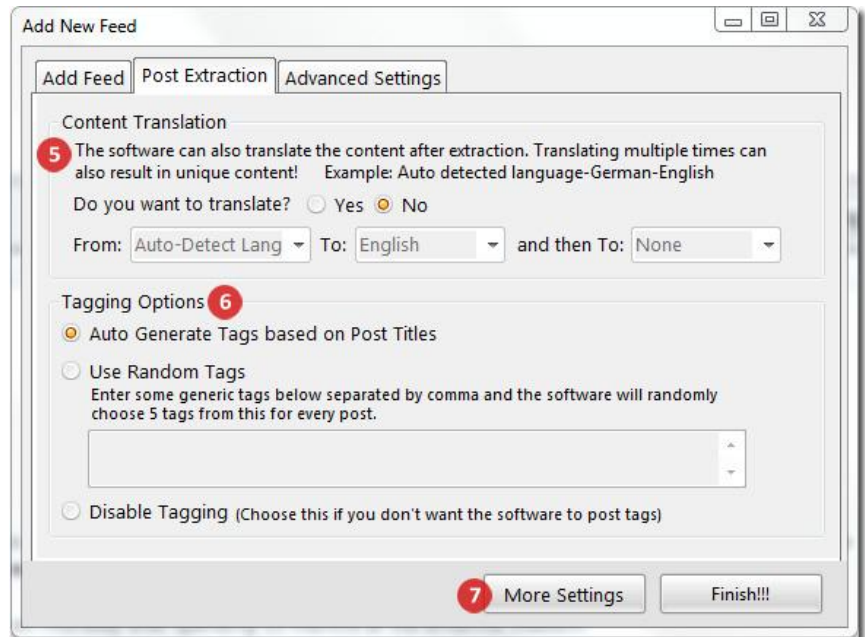 Add New Feed
Add Feed Post Extraction Advanced Settings
Content Translation
5 The software can also translate the content after extraction. Translating multiple times can
also result in unique content! Example: Auto detected language-German-English
Do you want to translate? Yes No
From: Auto-Detect Lang To: English and then To: None
Tagging Options 6
Auto Generate Tags based on Post Titles
Use Random Tags
Enter some generic tags below separated by comma and the software will randomly
choose 5 tags from this for every post.
Disable Tagging (Choose this if you don't want the software to post tags)
7 More Settings Finish!!!